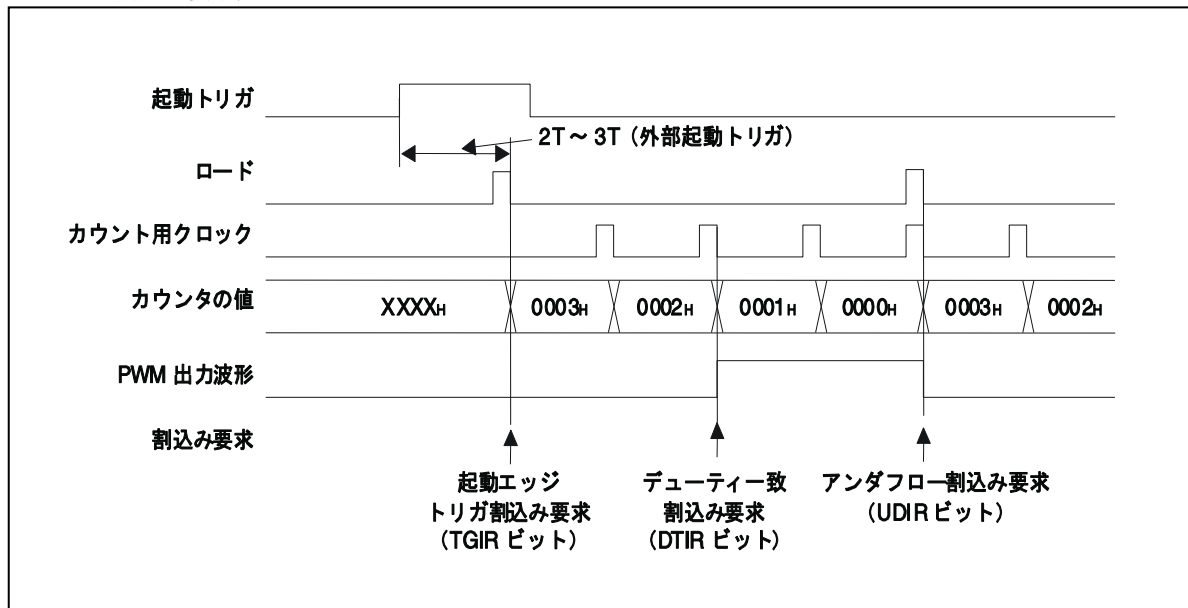 起動トリガ
2T～3T（外部起動トリガ）
ロード
カウント用クロック
カウンタの値
XXXXH 0003H 0002H 0001H 0000H 0003H 0002H
PWM 出力波形
割込み要求
起動エッジ
トリガ割込み要求
（TGIR ビット）
デューティ一致
割込み要求
（DTIR ビット）
アンダフロー割込み要求
（UDIR ビット）